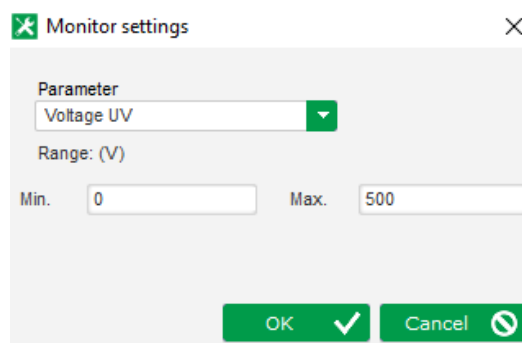 Monitor settings
Parameter
Voltage UV
Range: (V)
Min. 0 Max. 500
OK Cancel